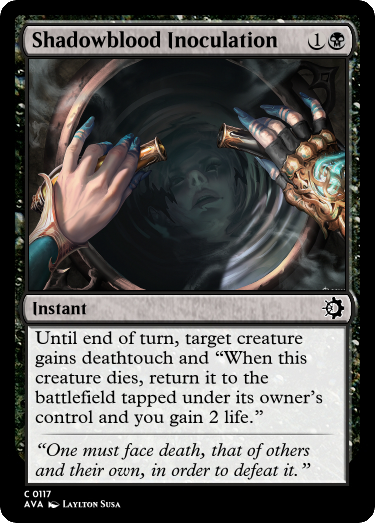 Shadowblood Inoculation 1
Instant
Until end of turn, target creature
gains deathtouch and “When this
creature dies, return it to the
battlefield tapped under its owner’s
control and you gain 2 life.”
“One must face death, that of others
and their own, in order to defeat it.”
C 0117
AVA Laylton Susa